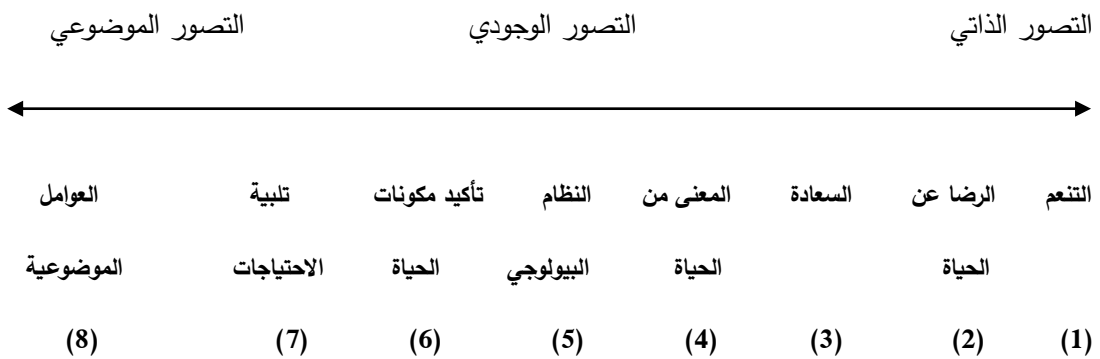 التصور الذاتي التصور الوجودي التصور الموضوعي
التنعم الرضا عن السعادة المعنى من النظام تأكيد مكونات تلبية العوامل
الحياة الحياة البيولوجي الحياة الاحتياجات الموضوعية
(1) (2) (3) (4) (5) (6) (7) (8)